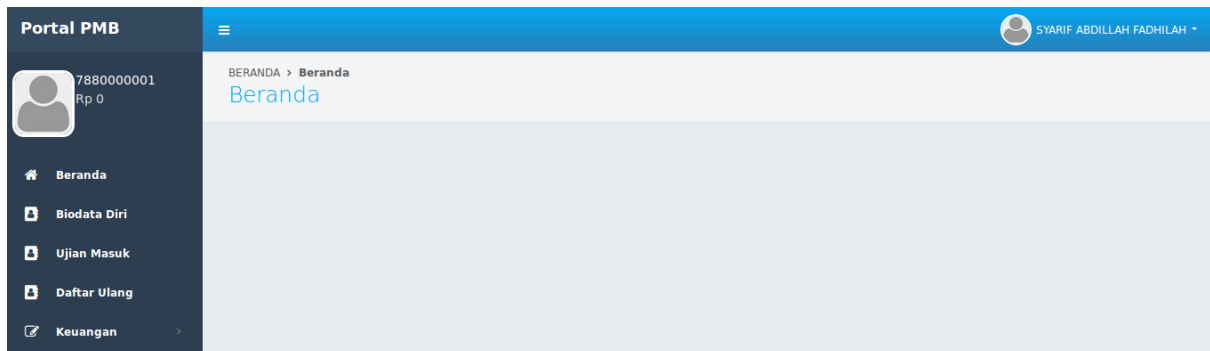 Portal PMB
SYARIF ABDILLAH FADHILAH
7880000001
Rp 0
BERANDA > Beranda
Beranda
Beranda
Biodata Diri
Ujian Masuk
Daftar Ulang
Keuangan